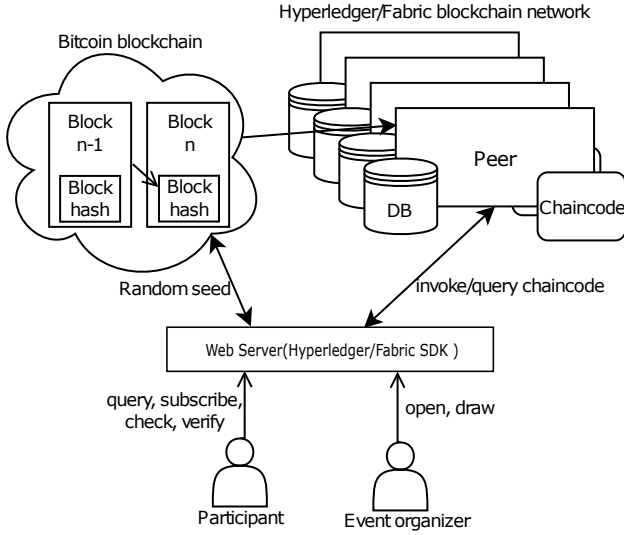 Hyperledger/Fabric blockchain network
Bitcoin blockchain
Block
n-1
Block
n
Block
hash
Block
hash
Peer
DB
Chaincode
Random seed
invoke/query chaincode
Web Server(Hyperledger/Fabric SDK )
query, subscribe,
check, verify
open, draw
Participant
Event organizer